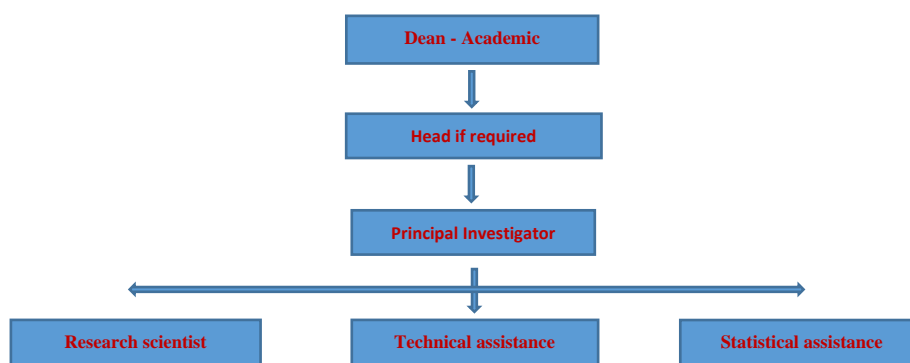 Dean - Academic
Head if required
Principal Investigator
Research scientist
Technical assistance
Statistical assistance